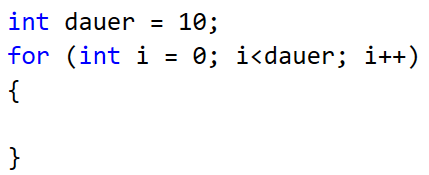 int dauer = 10;
for (int i = 0; i<dauer; i++)
{
}